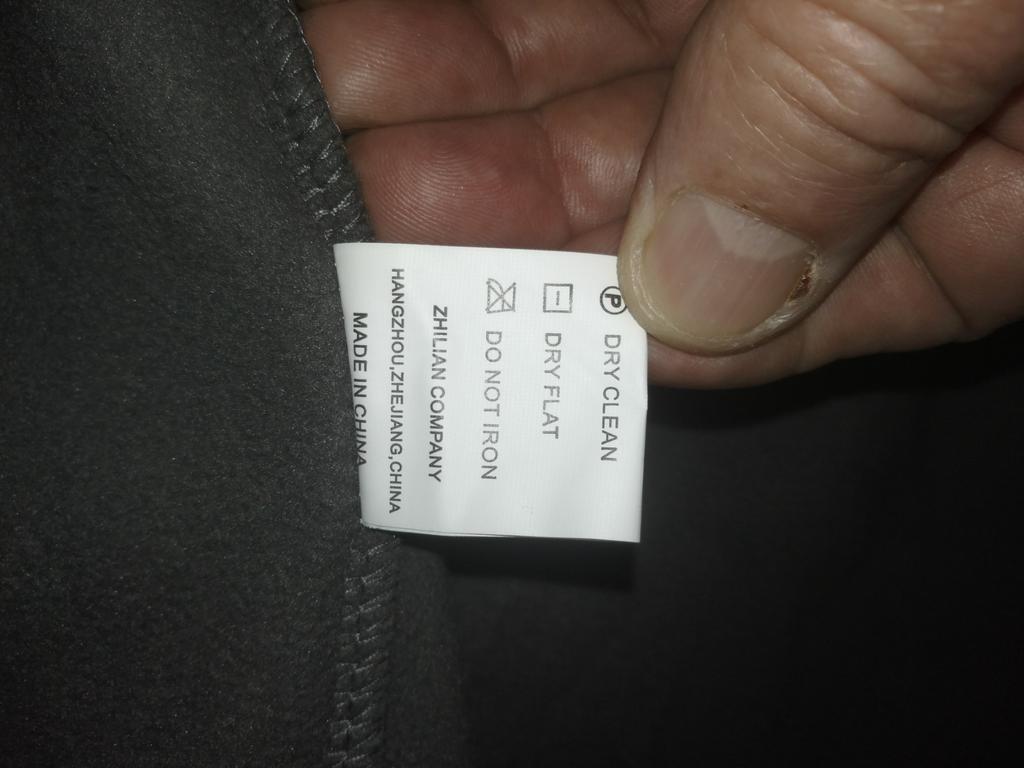 Ⓟ DRY CLEAN
DRY FLAT
DO NOT IRON
ZHILIAN COMPANY
HANGZHOU,ZHEJIANG,CHINA
MADE IN CHINA